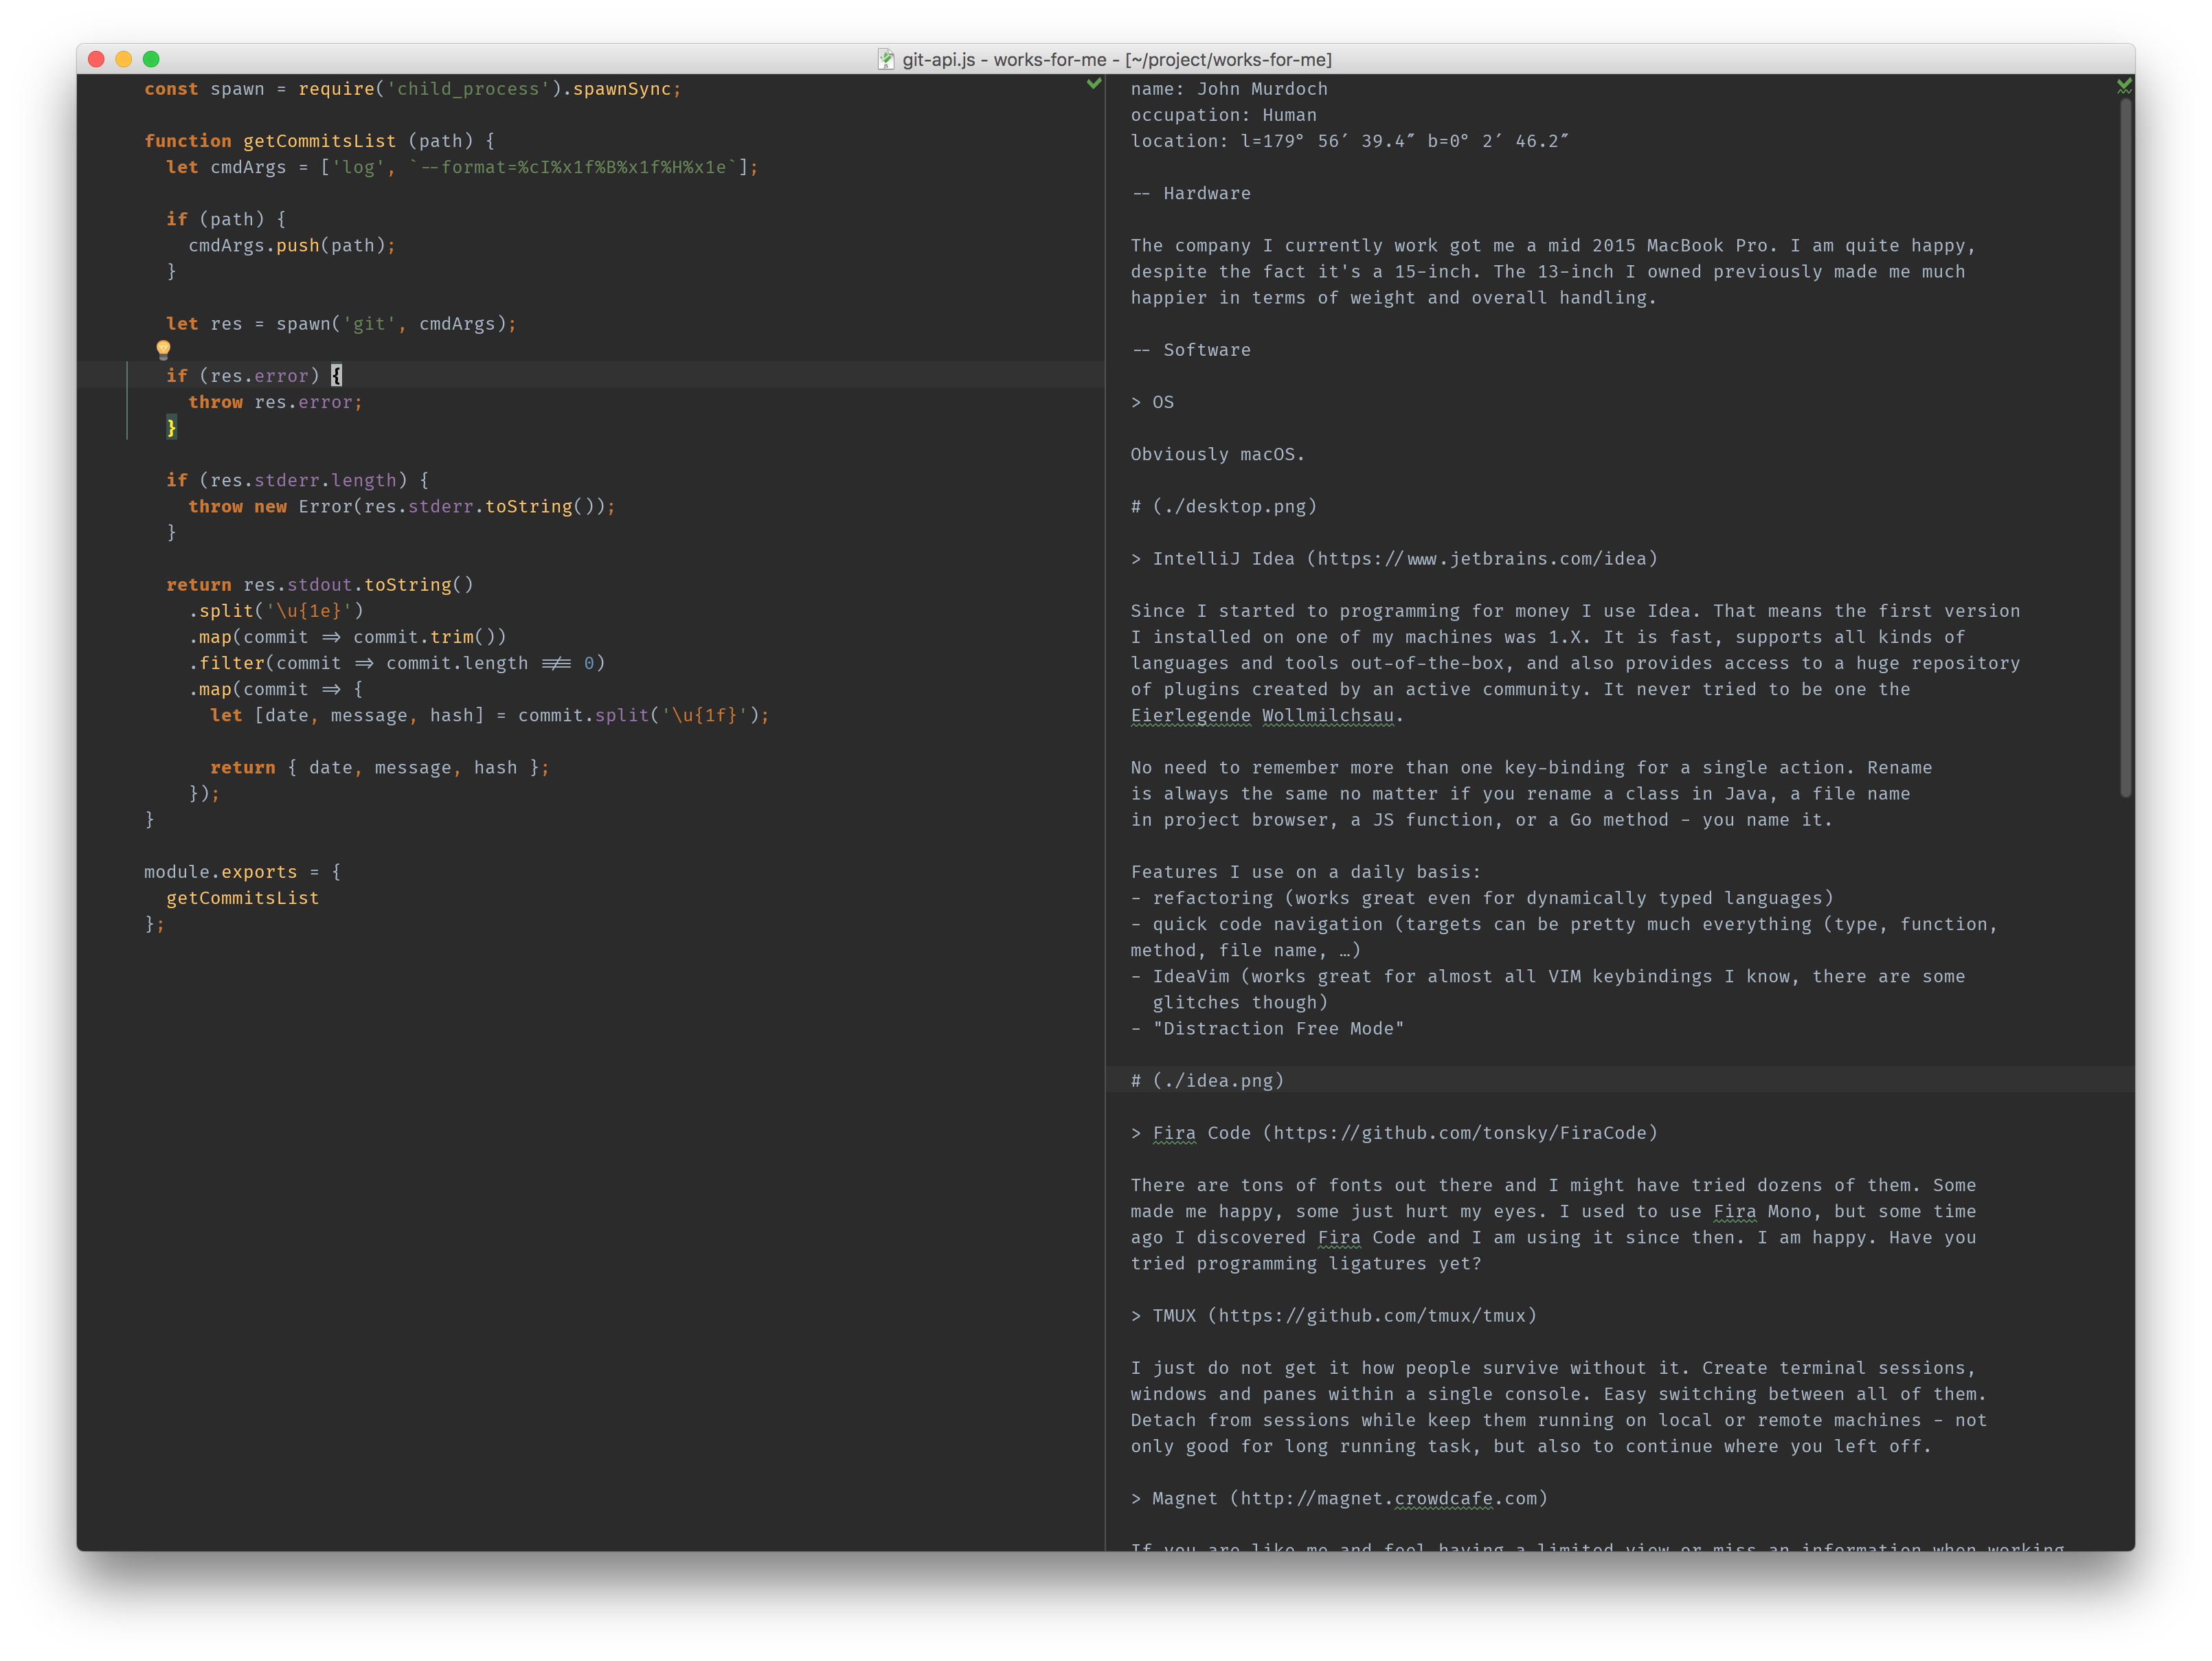 git-api.js - works-for-me - [~/project/works-for-me]
const spawn = require('child_process').spawnSync;
function getCommitsList (path) {
let cmdArgs = ['log', `--format=%cI%x1f%B%x1f%H%x1e`];
if (path) {
cmdArgs.push(path);
}
let res = spawn('git', cmdArgs);
if (res.error) {
throw res.error;
}
if (res.stderr.length) {
throw new Error(res.stderr.toString());
}
return res.stdout.toString()
.split('\u{1e}')
.map(commit => commit.trim())
.filter(commit => commit.length !== 0)
.map(commit => {
let [date, message, hash] = commit.split('\u{1f}');
return { date, message, hash };
});
}
module.exports = {
getCommitsList
};
name: John Murdoch
occupation: Human
location: l=179° 56′ 39.4″ b=0° 2′ 46.2″
-- Hardware
The company I currently work got me a mid 2015 MacBook Pro. I am quite happy,
despite the fact it's a 15-inch. The 13-inch I owned previously made me much
happier in terms of weight and overall handling.
-- Software
> OS
Obviously macOS.
# (./desktop.png)
> IntelliJ Idea (https://www.jetbrains.com/idea)
Since I started to programming for money I use Idea. That means the first version
I installed on one of my machines was 1.X. It is fast, supports all kinds of
languages and tools out-of-the-box, and also provides access to a huge repository
of plugins created by an active community. It never tried to be one the
Eierlegende Wollmilchsau.
No need to remember more than one key-binding for a single action. Rename
is always the same no matter if you rename a class in Java, a file name
in project browser, a JS function, or a Go method - you name it.
Features I use on a daily basis:
- refactoring (works great even for dynamically typed languages)
- quick code navigation (targets can be pretty much everything (type, function,
method, file name, …)
- IdeaVim (works great for almost all VIM keybindings I know, there are some
glitches though)
- "Distraction Free Mode"
# (./idea.png)
> Fira Code (https://github.com/tonsky/FiraCode)
There are tons of fonts out there and I might have tried dozens of them. Some
made me happy, some just hurt my eyes. I used to use Fira Mono, but some time
ago I discovered Fira Code and I am using it since then. I am happy. Have you
tried programming ligatures yet?
> TMUX (https://github.com/tmux/tmux)
I just do not get it how people survive without it. Create terminal sessions,
windows and panes within a single console. Easy switching between all of them.
Detach from sessions while keep them running on local or remote machines - not
only good for long running task, but also to continue where you left off.
> Magnet (http://magnet.crowdcafe.com)
If you are like me and feel having a limited view or miss an information when working